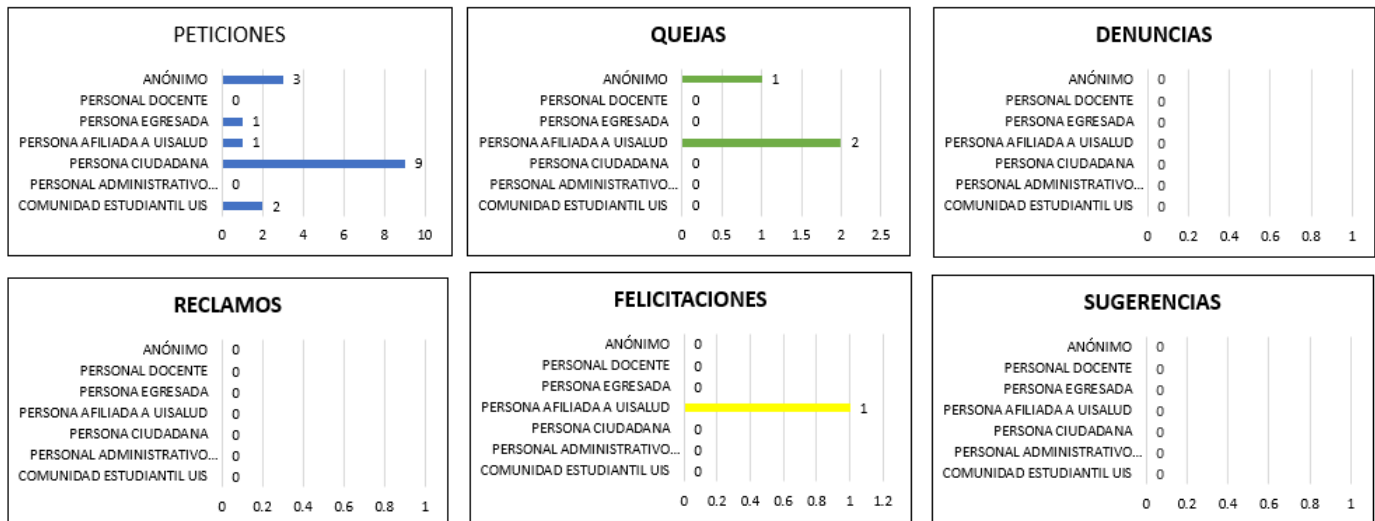 PETICIONES
ANÓNIMO 3
PERSONAL DOCENTE 0
PERSONA EGRESADA 1
PERSONA AFILIADA A UISALUD 1
PERSONA CIUDADANA 9
PERSONAL ADMINISTRATIVO... 0
COMUNIDAD ESTUDIANTIL UIS 2
0 2 4 6 8 10
QUEJAS
ANÓNIMO 1
PERSONAL DOCENTE 0
PERSONA EGRESADA 0
PERSONA AFILIADA A UISALUD 2
PERSONA CIUDADANA 0
PERSONAL ADMINISTRATIVO... 0
COMUNIDAD ESTUDIANTIL UIS 0
0 0.5 1 1.5 2 2.5
DENUNCIAS
ANÓNIMO 0
PERSONAL DOCENTE 0
PERSONA EGRESADA 0
PERSONA AFILIADA A UISALUD 0
PERSONA CIUDADANA 0
PERSONAL ADMINISTRATIVO... 0
COMUNIDAD ESTUDIANTIL UIS 0
0 0.2 0.4 0.6 0.8 1
RECLAMOS
ANÓNIMO 0
PERSONAL DOCENTE 0
PERSONA EGRESADA 0
PERSONA AFILIADA A UISALUD 0
PERSONA CIUDADANA 0
PERSONAL ADMINISTRATIVO... 0
COMUNIDAD ESTUDIANTIL UIS 0
0 0.2 0.4 0.6 0.8 1
FELICITACIONES
ANÓNIMO 0
PERSONAL DOCENTE 0
PERSONA EGRESADA 0
PERSONA AFILIADA A UISALUD 1
PERSONA CIUDADANA 0
PERSONAL ADMINISTRATIVO... 0
COMUNIDAD ESTUDIANTIL UIS 0
0 0.2 0.4 0.6 0.8 1 1.2
SUGERENCIAS
ANÓNIMO 0
PERSONAL DOCENTE 0
PERSONA EGRESADA 0
PERSONA AFILIADA A UISALUD 0
PERSONA CIUDADANA 0
PERSONAL ADMINISTRATIVO... 0
COMUNIDAD ESTUDIANTIL UIS 0
0 0.2 0.4 0.6 0.8 1